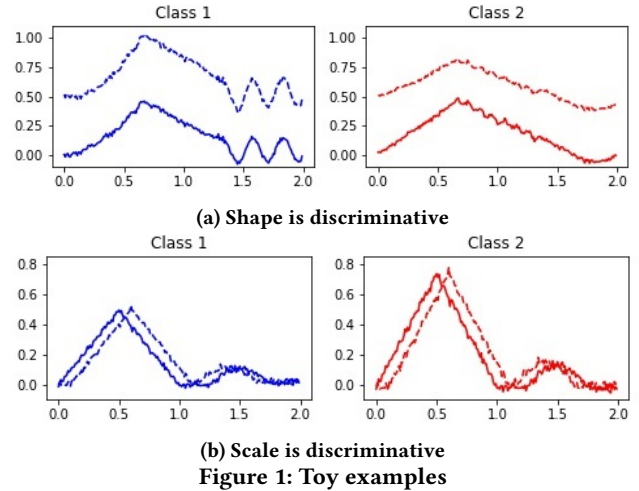 Class 1 Class 2
1.00 1.00
0.75 0.75
0.50 0.50
0.25 0.25
0.00 0.00
0.0 0.5 1.0 1.5 2.0 0.0 0.5 1.0 1.5 2.0
(a) Shape is discriminative
Class 1 Class 2
0.8 0.8
0.6 0.6
0.4 0.4
0.2 0.2
0.0 0.0
0.0 0.5 1.0 1.5 2.0 0.0 0.5 1.0 1.5 2.0
(b) Scale is discriminative
Figure 1: Toy examples